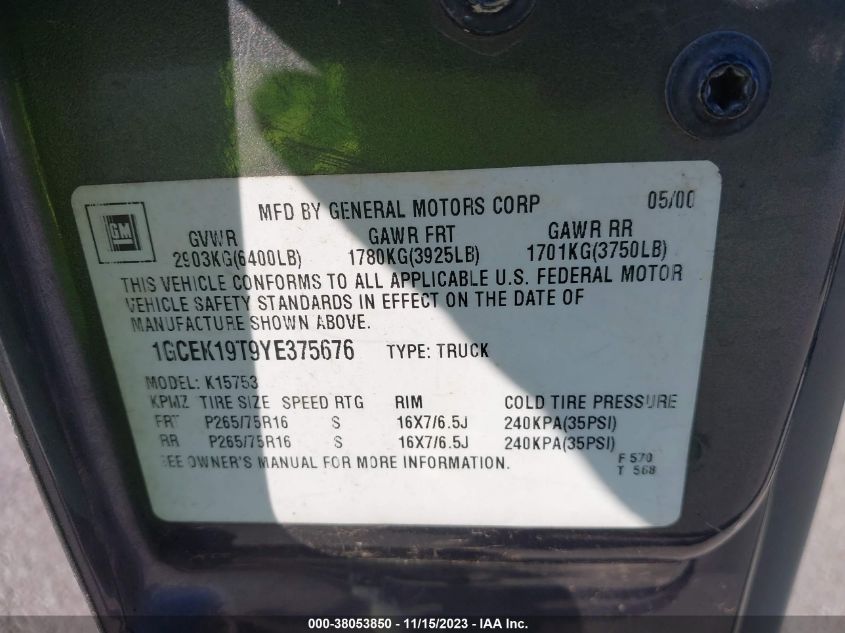 MFD BY GENERAL MOTORS CORP 05/00
GM
GVWR GAWR FRT GAWR RR
2903KG(6400LB) 1780KG(3925LB) 1701KG(3750LB)
THIS VEHICLE CONFORMS TO ALL APPLICABLE U.S. FEDERAL MOTOR
VEHICLE SAFETY STANDARDS IN EFFECT ON THE DATE OF
MANUFACTURE SHOWN ABOVE.
1GCEK19T9YE375676 TYPE: TRUCK
MODEL: K15753
KPMZ TIRE SIZE SPEED RTG RIM COLD TIRE PRESSURE
FRT P265/75R16 S 16X7/6.5J 240KPA(35PSI)
RR P265/75R16 S 16X7/6.5J 240KPA(35PSI)
SEE OWNER'S MANUAL FOR MORE INFORMATION.
F 570
T 568
000-38053850 - 11/15/2023 - IAA Inc.